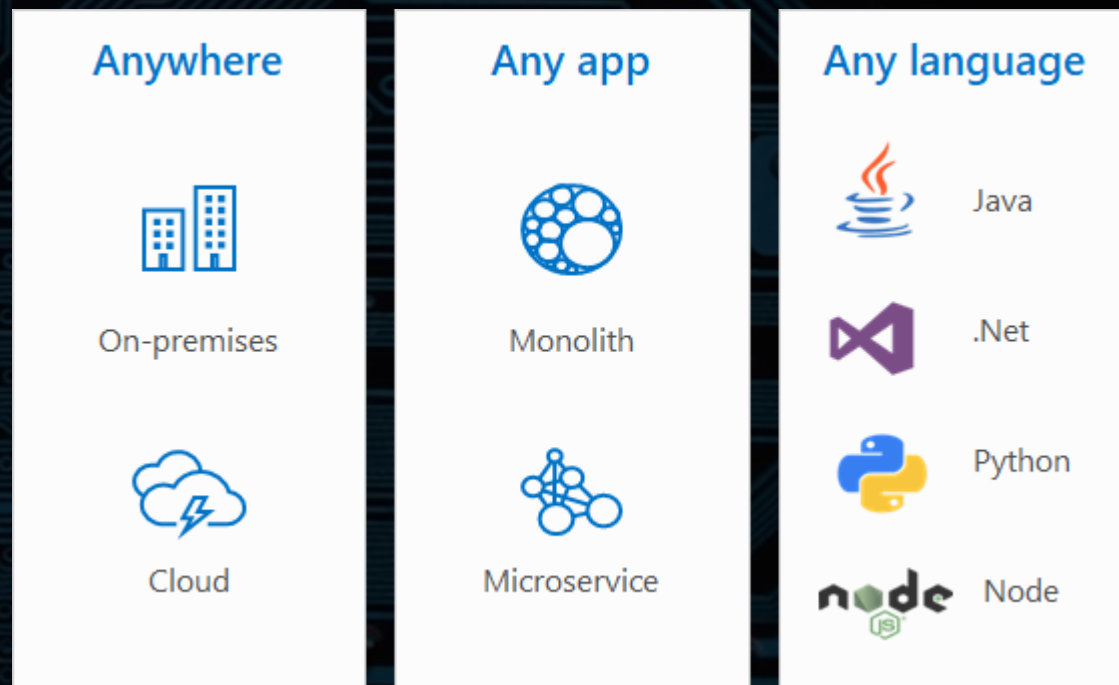 Anywhere
On-premises
Cloud
Any app
Monolith
Microservice
Any language
Java
.Net
Python
node
JS
Node